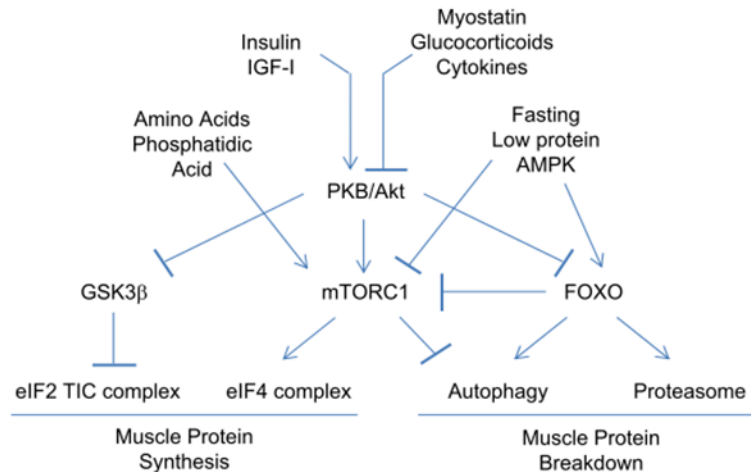 Insulin
IGF-I
Myostatin
Glucocorticoids
Cytokines
Amino Acids
Phosphatidic
Acid
Fasting
Low protein
AMPK
PKB/Akt
GSK3β
mTORC1
FOXO
eIF2 TIC complex
eIF4 complex
Autophagy
Proteasome
Muscle Protein
Synthesis
Muscle Protein
Breakdown